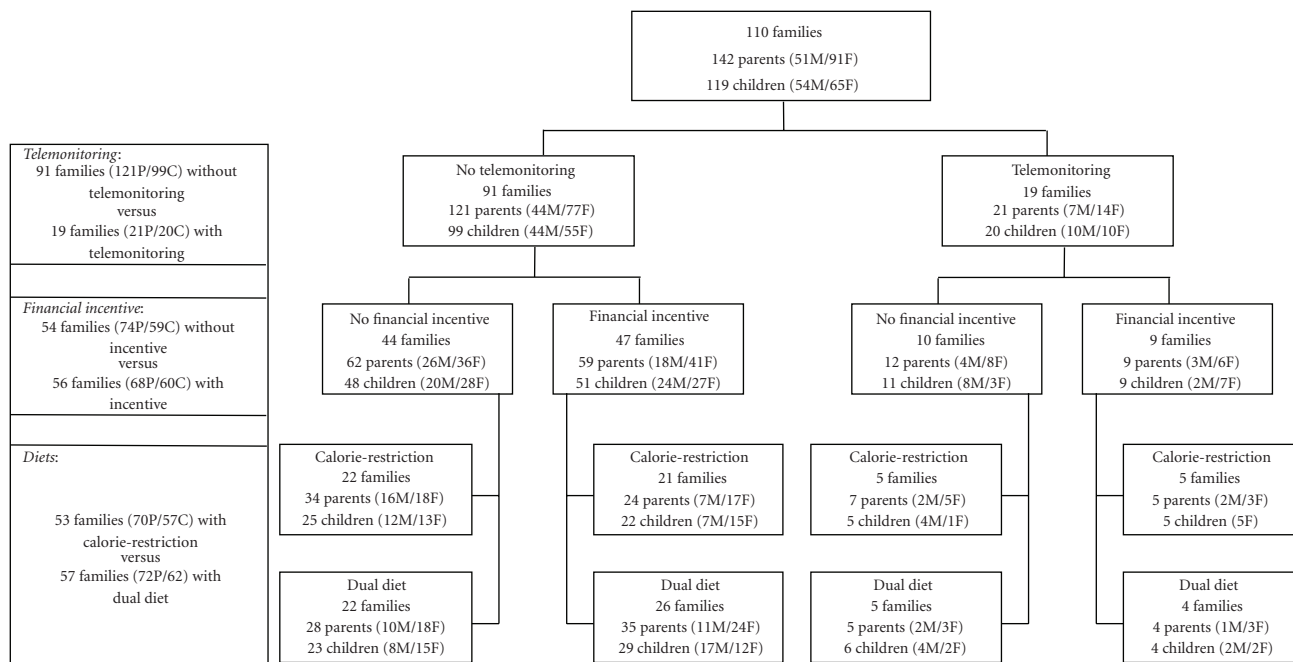 110 families
142 parents (51M/91F)
119 children (54M/65F)
Telemonitoring:
91 families (121P/99C) without
telemonitoring
versus
19 families (21P/20C) with
telemonitoring
Financial incentive:
54 families (74P/59C) without
incentive
versus
56 families (68P/60C) with
incentive
Diets:
53 families (70P/57C) with
calorie-restriction
versus
57 families (72P/62) with
dual diet
No telemonitoring
91 families
121 parents (44M/77F)
99 children (44M/55F)
Telemonitoring
19 families
21 parents (7M/14F)
20 children (10M/10F)
No financial incentive
44 families
62 parents (26M/36F)
48 children (20M/28F)
Financial incentive
47 families
59 parents (18M/41F)
51 children (24M/27F)
No financial incentive
10 families
12 parents (4M/8F)
11 children (8M/3F)
Financial incentive
9 families
9 parents (3M/6F)
9 children (2M/7F)
Calorie-restriction
22 families
34 parents (16M/18F)
25 children (12M/13F)
Calorie-restriction
21 families
24 parents (7M/17F)
22 children (7M/15F)
Calorie-restriction
5 families
7 parents (2M/5F)
5 children (4M/1F)
Calorie-restriction
5 families
5 parents (2M/3F)
5 children (5F)
Dual diet
22 families
28 parents (10M/18F)
23 children (8M/15F)
Dual diet
26 families
35 parents (11M/24F)
29 children (17M/12F)
Dual diet
5 families
5 parents (2M/3F)
6 children (4M/2F)
Dual diet
4 families
4 parents (1M/3F)
4 children (2M/2F)